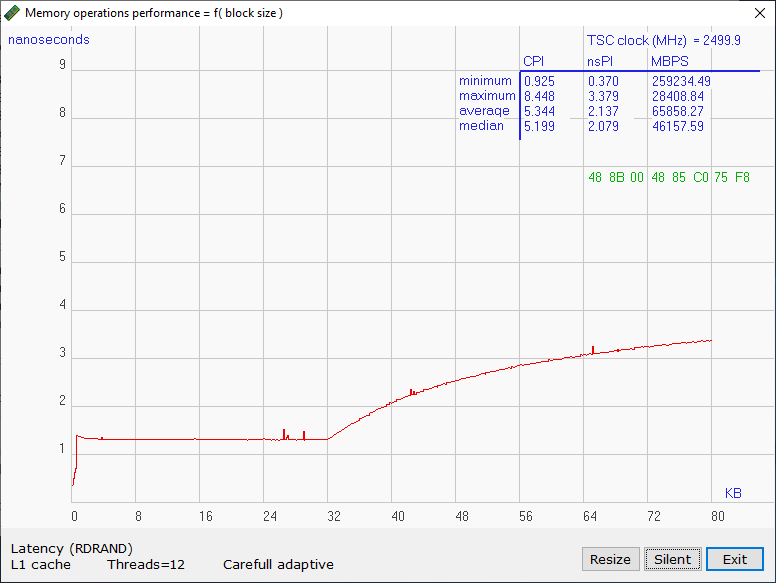 Memory operations performance = f( block size )
nanoseconds
TSC clock (MHz) = 2499.9
CPI nsPI MBPS
minimum 0.925 0.370 259234.49
maximum 8.448 3.379 28408.84
average 5.344 2.137 65858.27
median 5.199 2.079 46157.59
48 8B 00 48 85 C0 75 F8
9
8
7
6
5
4
3
2
1
KB
0 8 16 24 32 40 48 56 64 72 80
Latency (RDRAND)
L1 cache Threads=12 Carefull adaptive
Resize Silent Exit